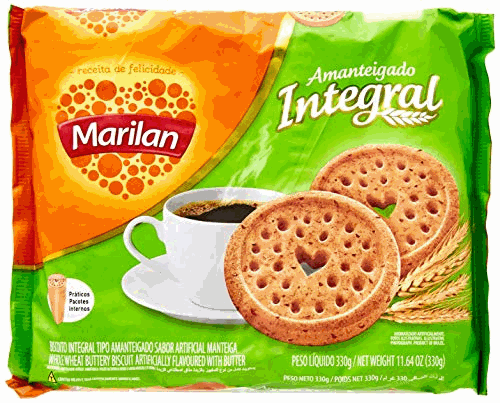 - receita de felicidade -
Marilan
Amanteigado
Integral
Práticos
Pacotes
Internos
BISCOITO INTEGRAL TIPO AMANTEIGADO SABOR ARTIFICIAL MANTEIGA
WHOLE WHEAT BUTTERY BISCUIT ARTIFICIALLY FLAVOURED WITH BUTTER
PESO LÍQUIDO 330g / NET WEIGHT 11.64 OZ (330g)
PESO NETO 330g / POIDS NET 330g /